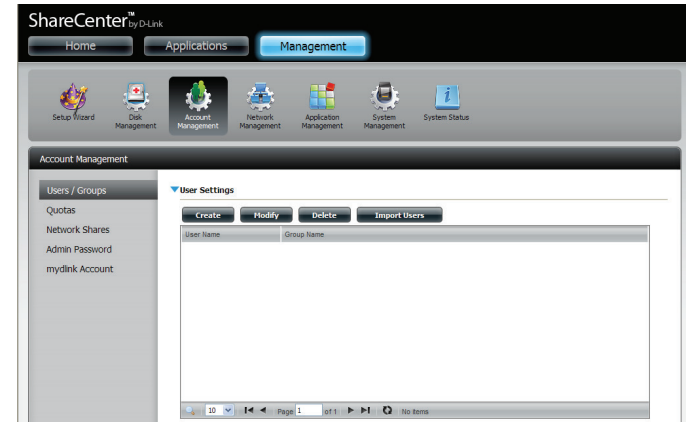 ShareCenter™ by D-Link
Home Applications Management
Setup Wizard Disk Management Account Management Network Management Application Management System Management System Status
Account Management
Users / Groups
Quotas
Network Shares
Admin Password
mydlink Account
User Settings
Create Modify Delete Import Users
User Name Group Name
10 Page 1 of 1 No items